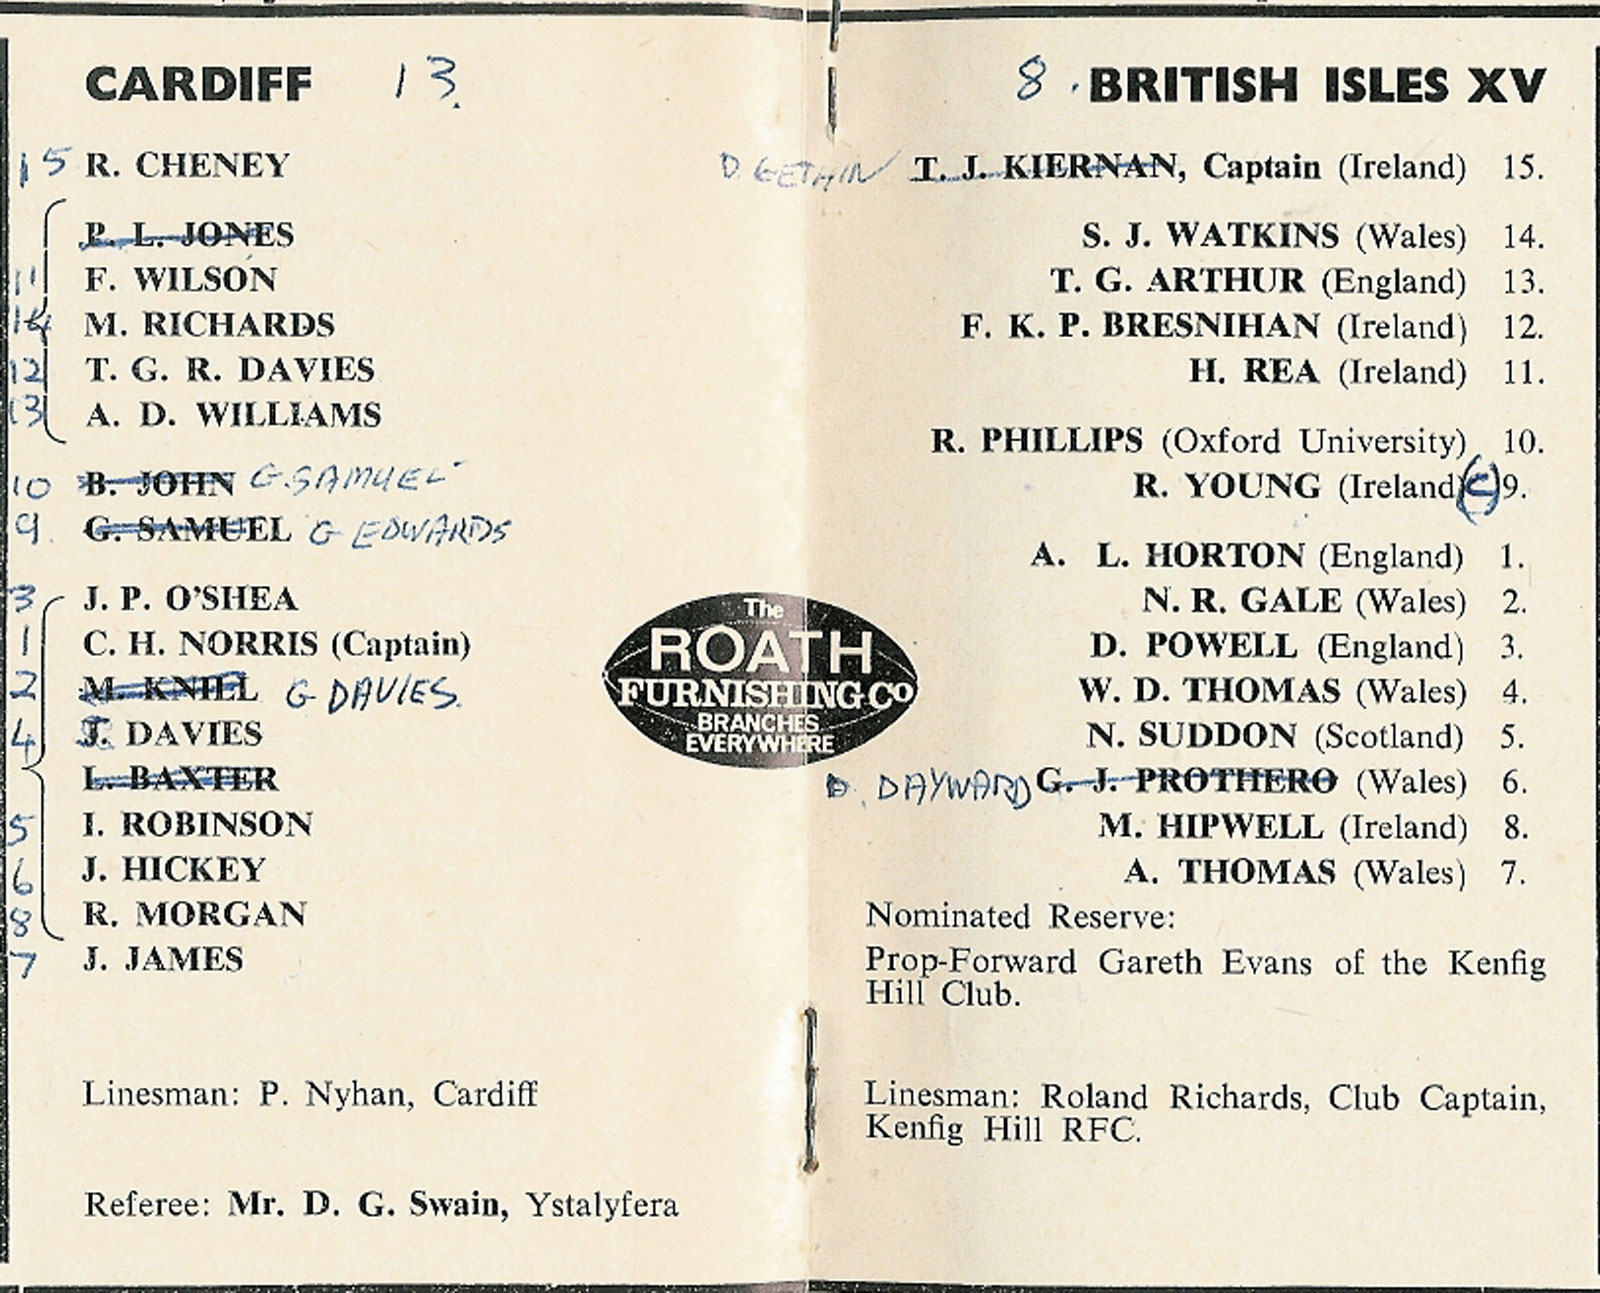 CARDIFF 13.
15 R. CHENEY
P. L. JONES
11 F. WILSON
14 M. RICHARDS
12 T. G. R. DAVIES
13 A. D. WILLIAMS
10 B. JOHN G. SAMUEL
9. G. SAMUEL G EDWARDS
3 J. P. O'SHEA
1 C. H. NORRIS (Captain)
2 M. KNILL G DAVIES.
4 J. DAVIES
L. BAXTER
5 I. ROBINSON
6 J. HICKEY
8 R. MORGAN
7 J. JAMES
Linesman: P. Nyhan, Cardiff
Referee: Mr. D. G. Swain, Ystalyfera
The
ROATH
FURNISHING Co
BRANCHES
EVERYWHERE
8. BRITISH ISLES XV
D. GETHIN T. J. KIERNAN, Captain (Ireland) 15.
S. J. WATKINS (Wales) 14.
T. G. ARTHUR (England) 13.
F. K. P. BRESNIHAN (Ireland) 12.
H. REA (Ireland) 11.
R. PHILLIPS (Oxford University) 10.
R. YOUNG (Ireland) (C) 9.
A. L. HORTON (England) 1.
N. R. GALE (Wales) 2.
D. POWELL (England) 3.
W. D. THOMAS (Wales) 4.
N. SUDDON (Scotland) 5.
D. DAYWARD G. J. PROTHERO (Wales) 6.
M. HIPWELL (Ireland) 8.
A. THOMAS (Wales) 7.
Nominated Reserve:
Prop-Forward Gareth Evans of the Kenfig
Hill Club.
Linesman: Roland Richards, Club Captain,
Kenfig Hill RFC.